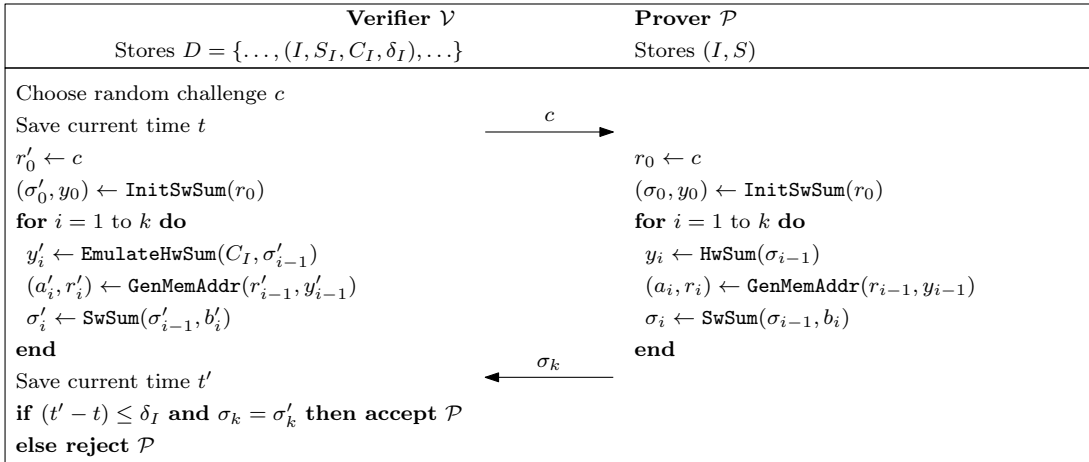 Verifier 𝒱 Prover 𝒫
Stores D = {…, (I, S_I, C_I, δ_I), …} Stores (I, S)
Choose random challenge c
Save current time t
c
r′_0 ← c r_0 ← c
(σ′_0, y_0) ← InitSwSum(r_0) (σ_0, y_0) ← InitSwSum(r_0)
for i = 1 to k do for i = 1 to k do
y′_i ← EmulateHwSum(C_I, σ′_{i−1}) y_i ← HwSum(σ_{i−1})
(a′_i, r′_i) ← GenMemAddr(r′_{i−1}, y′_{i−1}) (a_i, r_i) ← GenMemAddr(r_{i−1}, y_{i−1})
σ′_i ← SwSum(σ′_{i−1}, b′_i) σ_i ← SwSum(σ_{i−1}, b_i)
end end
σ_k
Save current time t′
if (t′ − t) ≤ δ_I and σ_k = σ′_k then accept 𝒫
else reject 𝒫